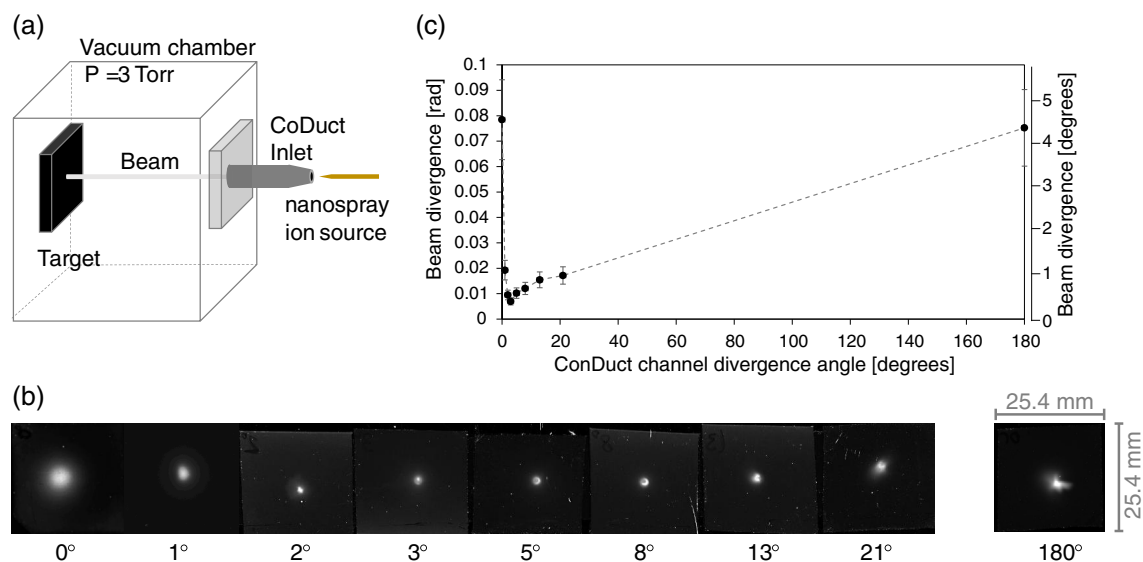 (a)
Vacuum chamber
P =3 Torr
CoDuct
Inlet
Beam
nanospray
ion source
Target
(c)
0.1
0.09
0.08
0.07
0.06
0.05
0.04
0.03
0.02
0.01
0
Beam divergence [rad]
0 20 40 60 80 100 120 140 160 180
ConDuct channel divergence angle [degrees]
5
4
3
2
1
0
Beam divergence [degrees]
(b)
25.4 mm
25.4 mm
0° 1° 2° 3° 5° 8° 13° 21° 180°